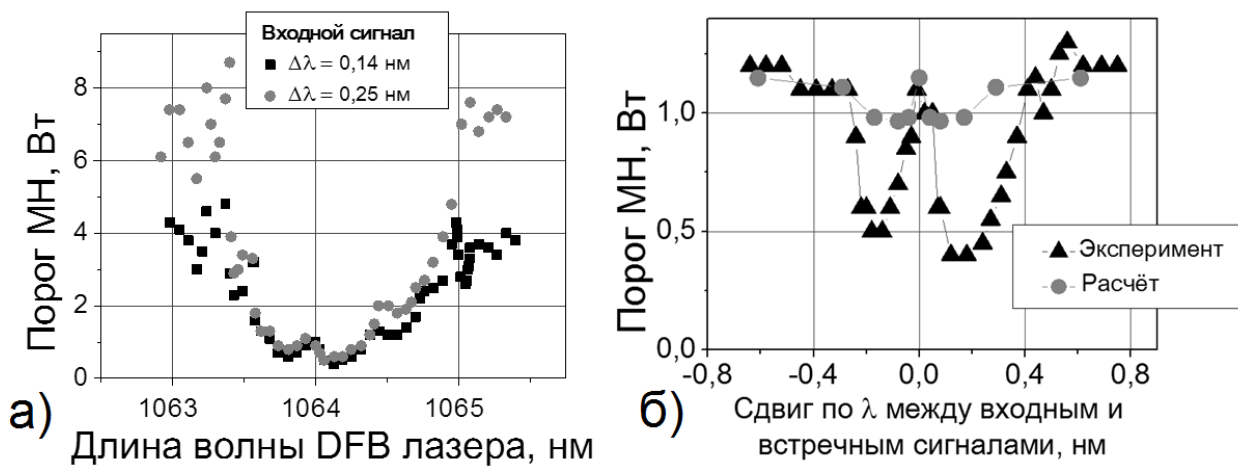 Входной сигнал
Δλ = 0,14 нм
Δλ = 0,25 нм
Порог МН, Вт
8
6
4
2
0
1063 1064 1065
Длина волны DFB лазера, нм
а)
Порог МН, Вт
1,0
0,5
0,0
-0,8 -0,4 0,0 0,4 0,8
Эксперимент
Расчёт
Сдвиг по λ между входным и
встречным сигналами, нм
б)